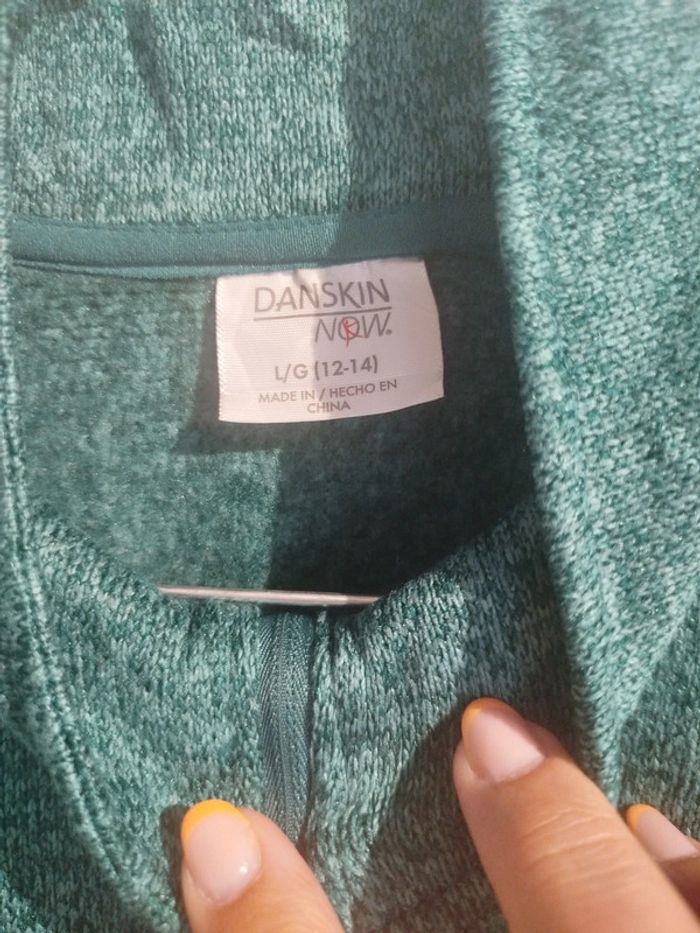 DANSKIN
NOW®
L/G (12-14)
MADE IN / HECHO EN
CHINA